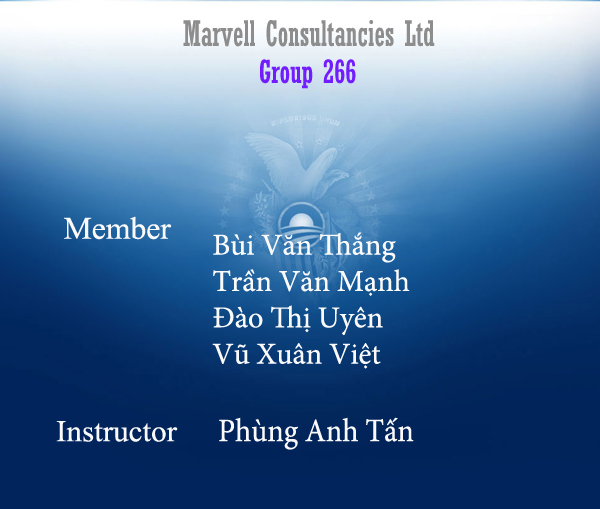 Marvell Consultancies Ltd
Group 266
Member
Bùi Văn Thắng
Trần Văn Mạnh
Đào Thị Uyên
Vũ Xuân Việt
Instructor Phùng Anh Tấn